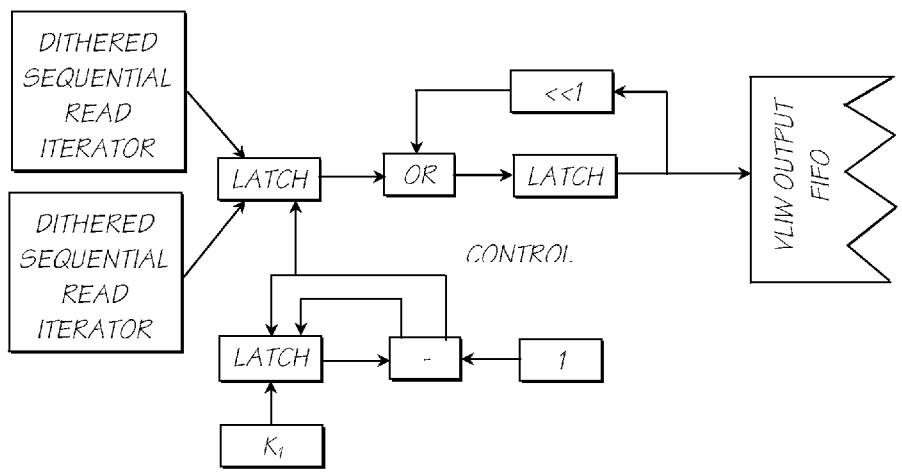 DITHERED
SEQUENTIAL
READ
ITERATOR
<<1
LATCH
OR
LATCH
VLIW OUTPUT
FIFO
DITHERED
SEQUENTIAL
READ
ITERATOR
CONTROL
LATCH
-
1
K₁